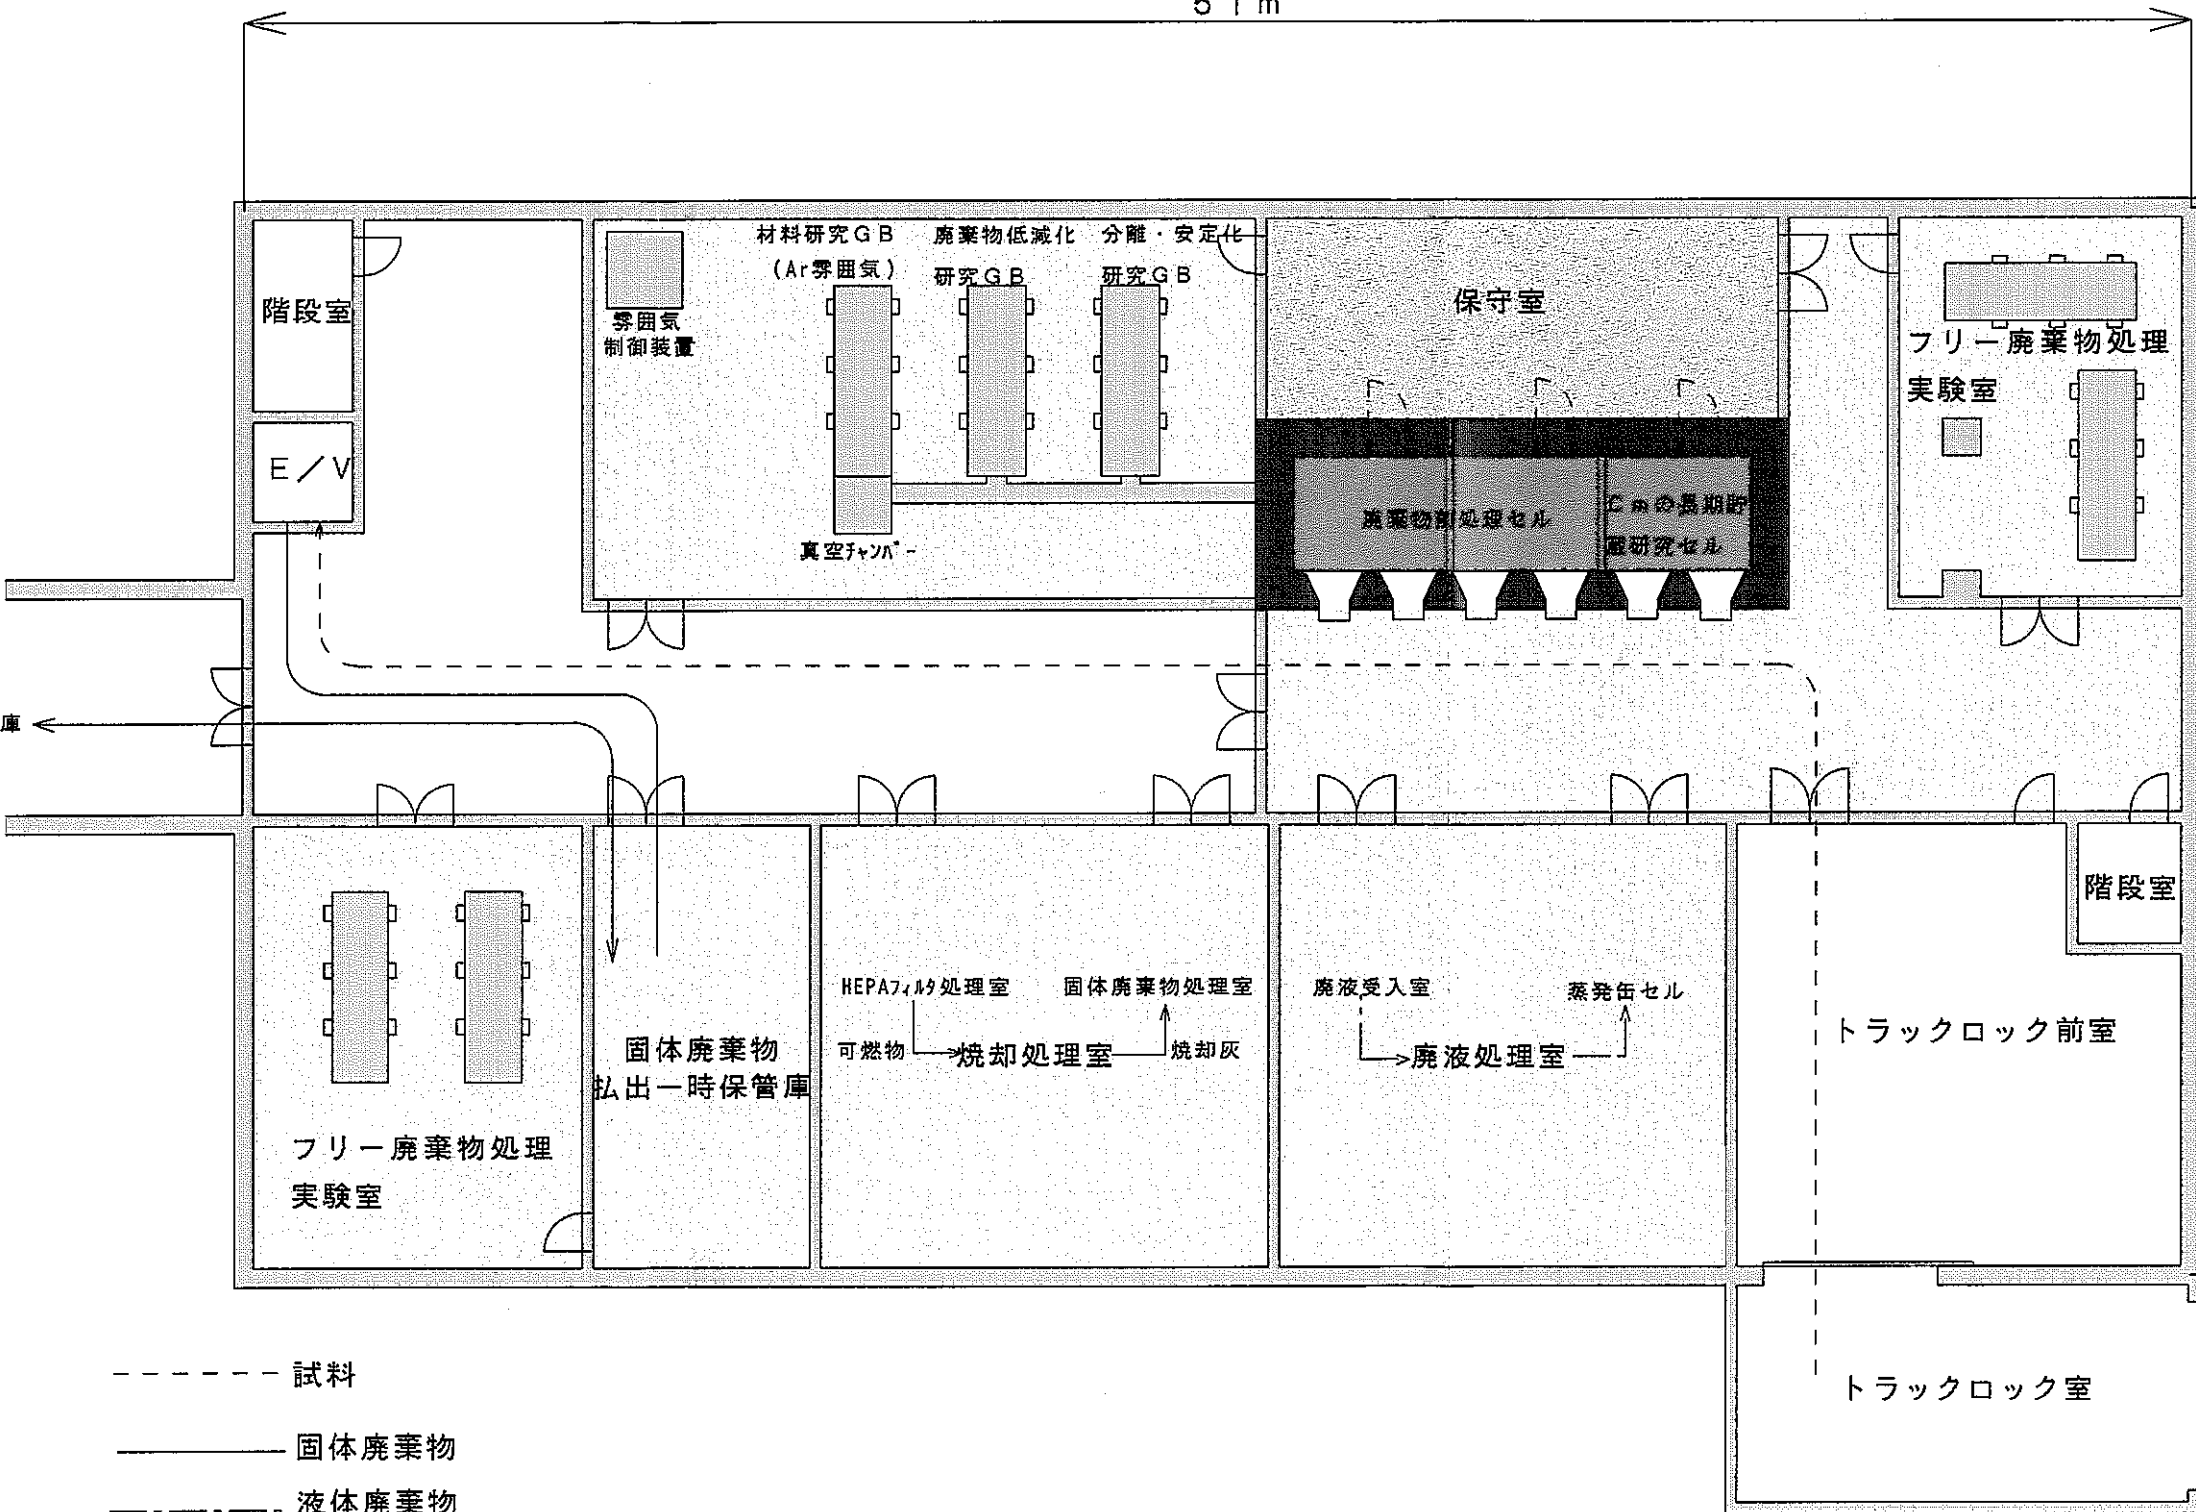 51m
材料研究GB
(Ar雰囲気)
廃棄物低減化
研究GB
分離・安定化
研究GB
階段室
雰囲気
制御装置
保守室
フリー廃棄物処理
実験室
E/V
真空チャンバー
廃棄物前処理セル
Cmの長期貯
蔵研究セル
庫
階段室
HEPAフィルタ処理室
固体廃棄物処理室
廃液受入室
蒸発缶セル
固体廃棄物
払出一時保管庫
可燃物
焼却処理室
焼却灰
廃液処理室
トラックロック前室
フリー廃棄物処理
実験室
トラックロック室
試料
固体廃棄物
液体廃棄物